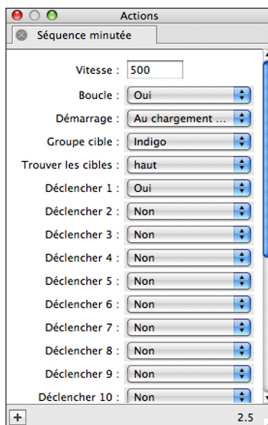 Actions
Séquence minutée
Vitesse : 500
Boucle : Oui
Démarrage : Au chargement ...
Groupe cible : Indigo
Trouver les cibles : haut
Déclencher 1 : Oui
Déclencher 2 : Non
Déclencher 3 : Non
Déclencher 4 : Non
Déclencher 5 : Non
Déclencher 6 : Non
Déclencher 7 : Non
Déclencher 8 : Non
Déclencher 9 : Non
Déclencher 10 : Non
2.5